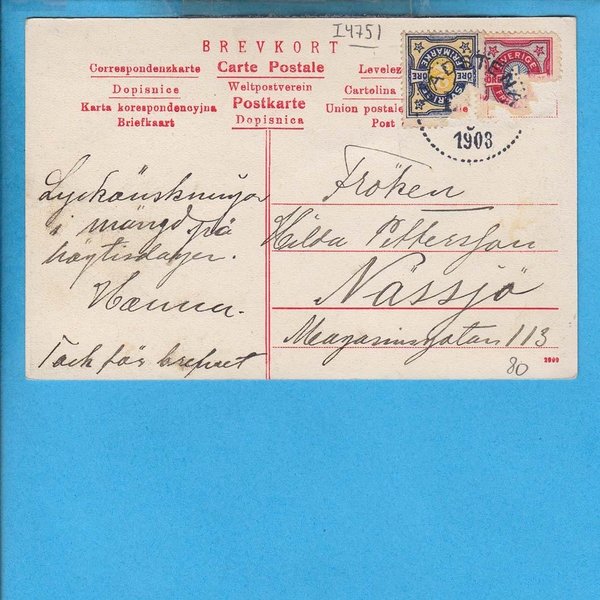 I4751
BREVKORT
Correspondenzkarte Carte Postale Levelez
Dopisnice Weltpostverein Cartolina
Karta korespondencyjna Postkarte Union postale
Briefkaart Dopisnica Post
FRIMÄRKE
ÖRE
SVERIGE
ÖRE
1903
Lyckönskningar
i mängd på
högtidsdagen.
Hanna.
Tack för brefvet
Fröken
Hilda Pettersson
Nässjö
Magasinsgatan 113
80